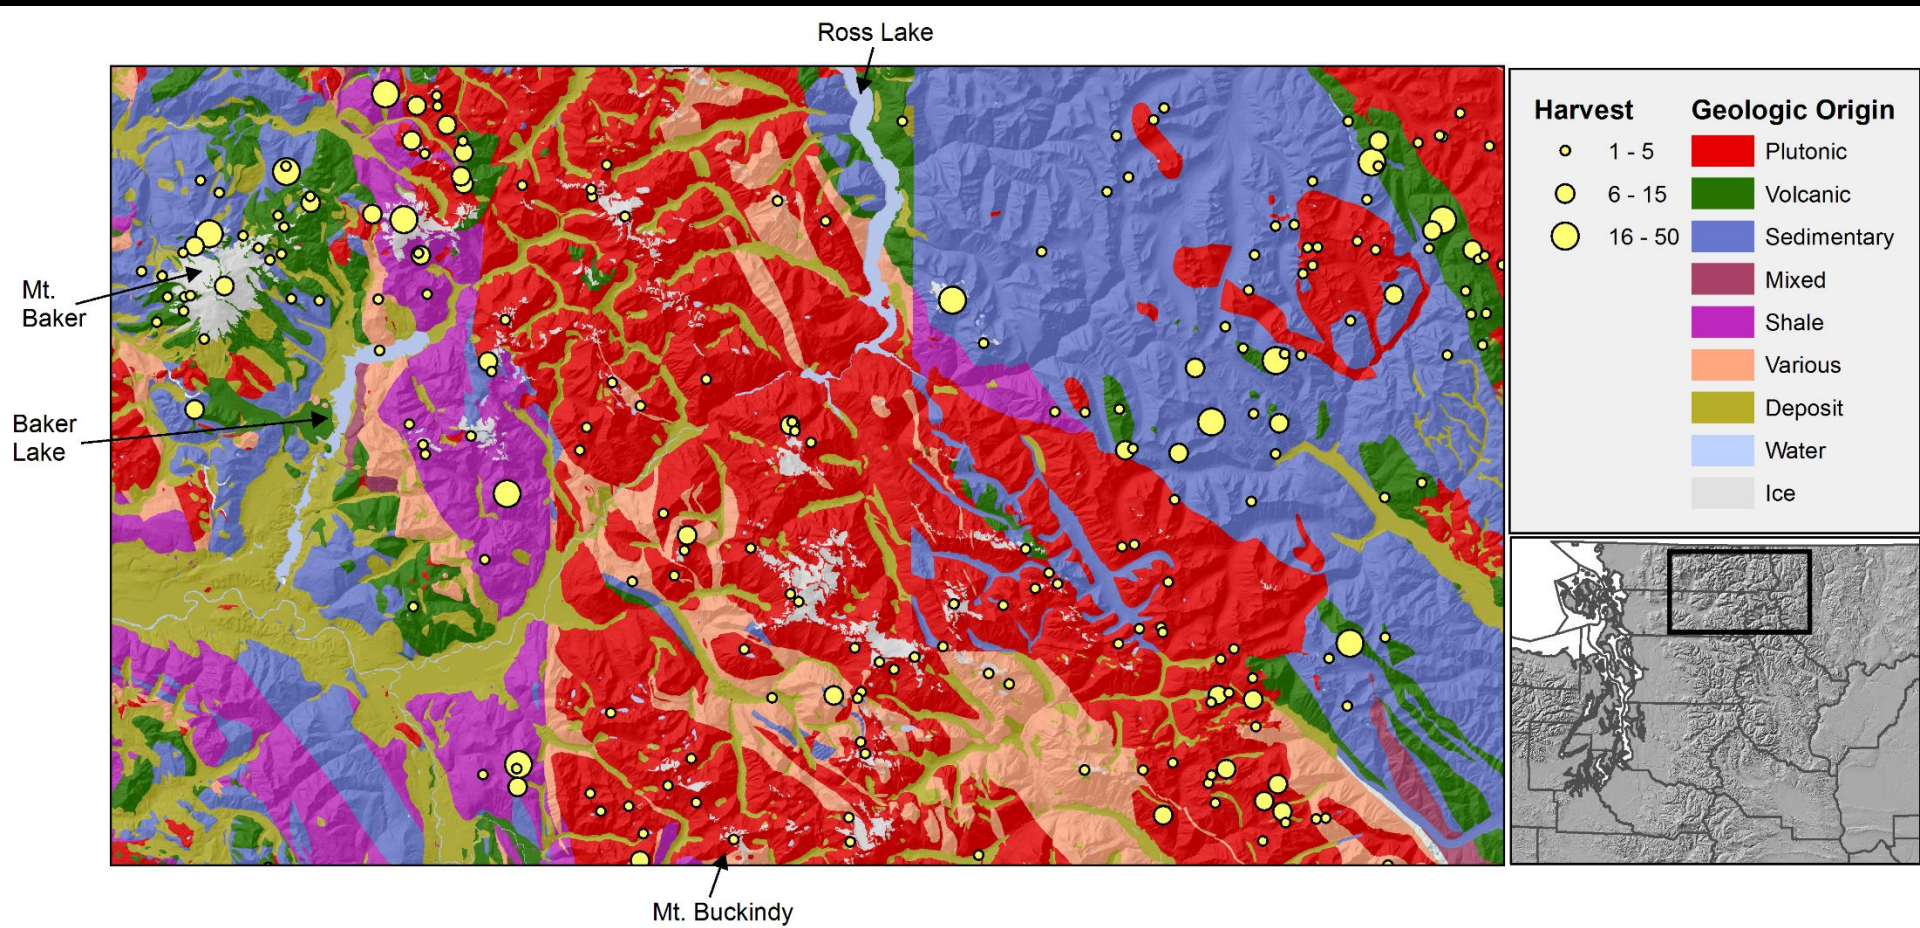 Ross Lake
Harvest
Geologic Origin
1 - 5
Plutonic
6 - 15
Volcanic
16 - 50
Sedimentary
Mixed
Shale
Various
Deposit
Water
Ice
Mt.
Baker
Baker
Lake
Mt. Buckindy